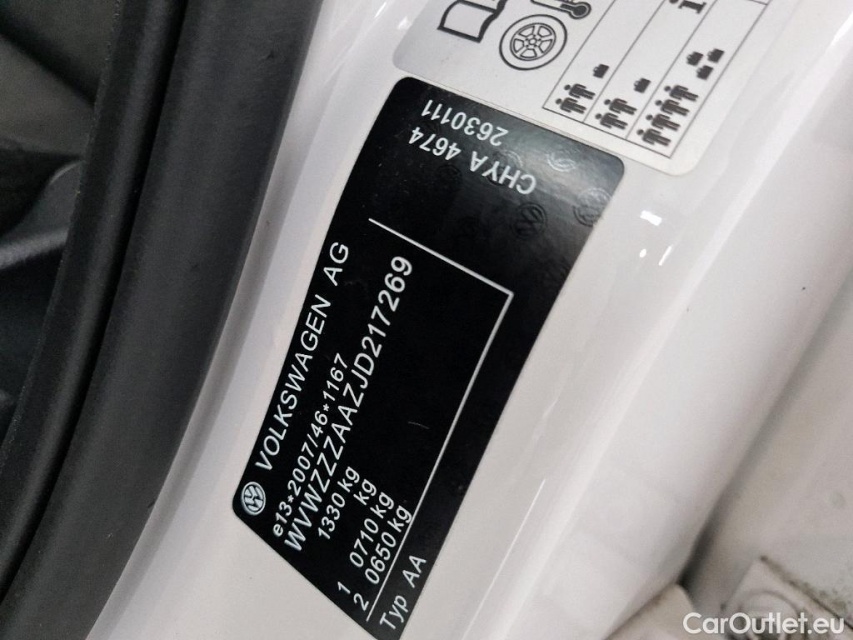 VOLKSWAGEN AG
e13*2007/46*1167
WVWZZZAAZJD217269
1330 kg
kg
1 0710 kg
2 0650 kg
Typ AA
CHYA 4674
2630111
CarOutlet.eu